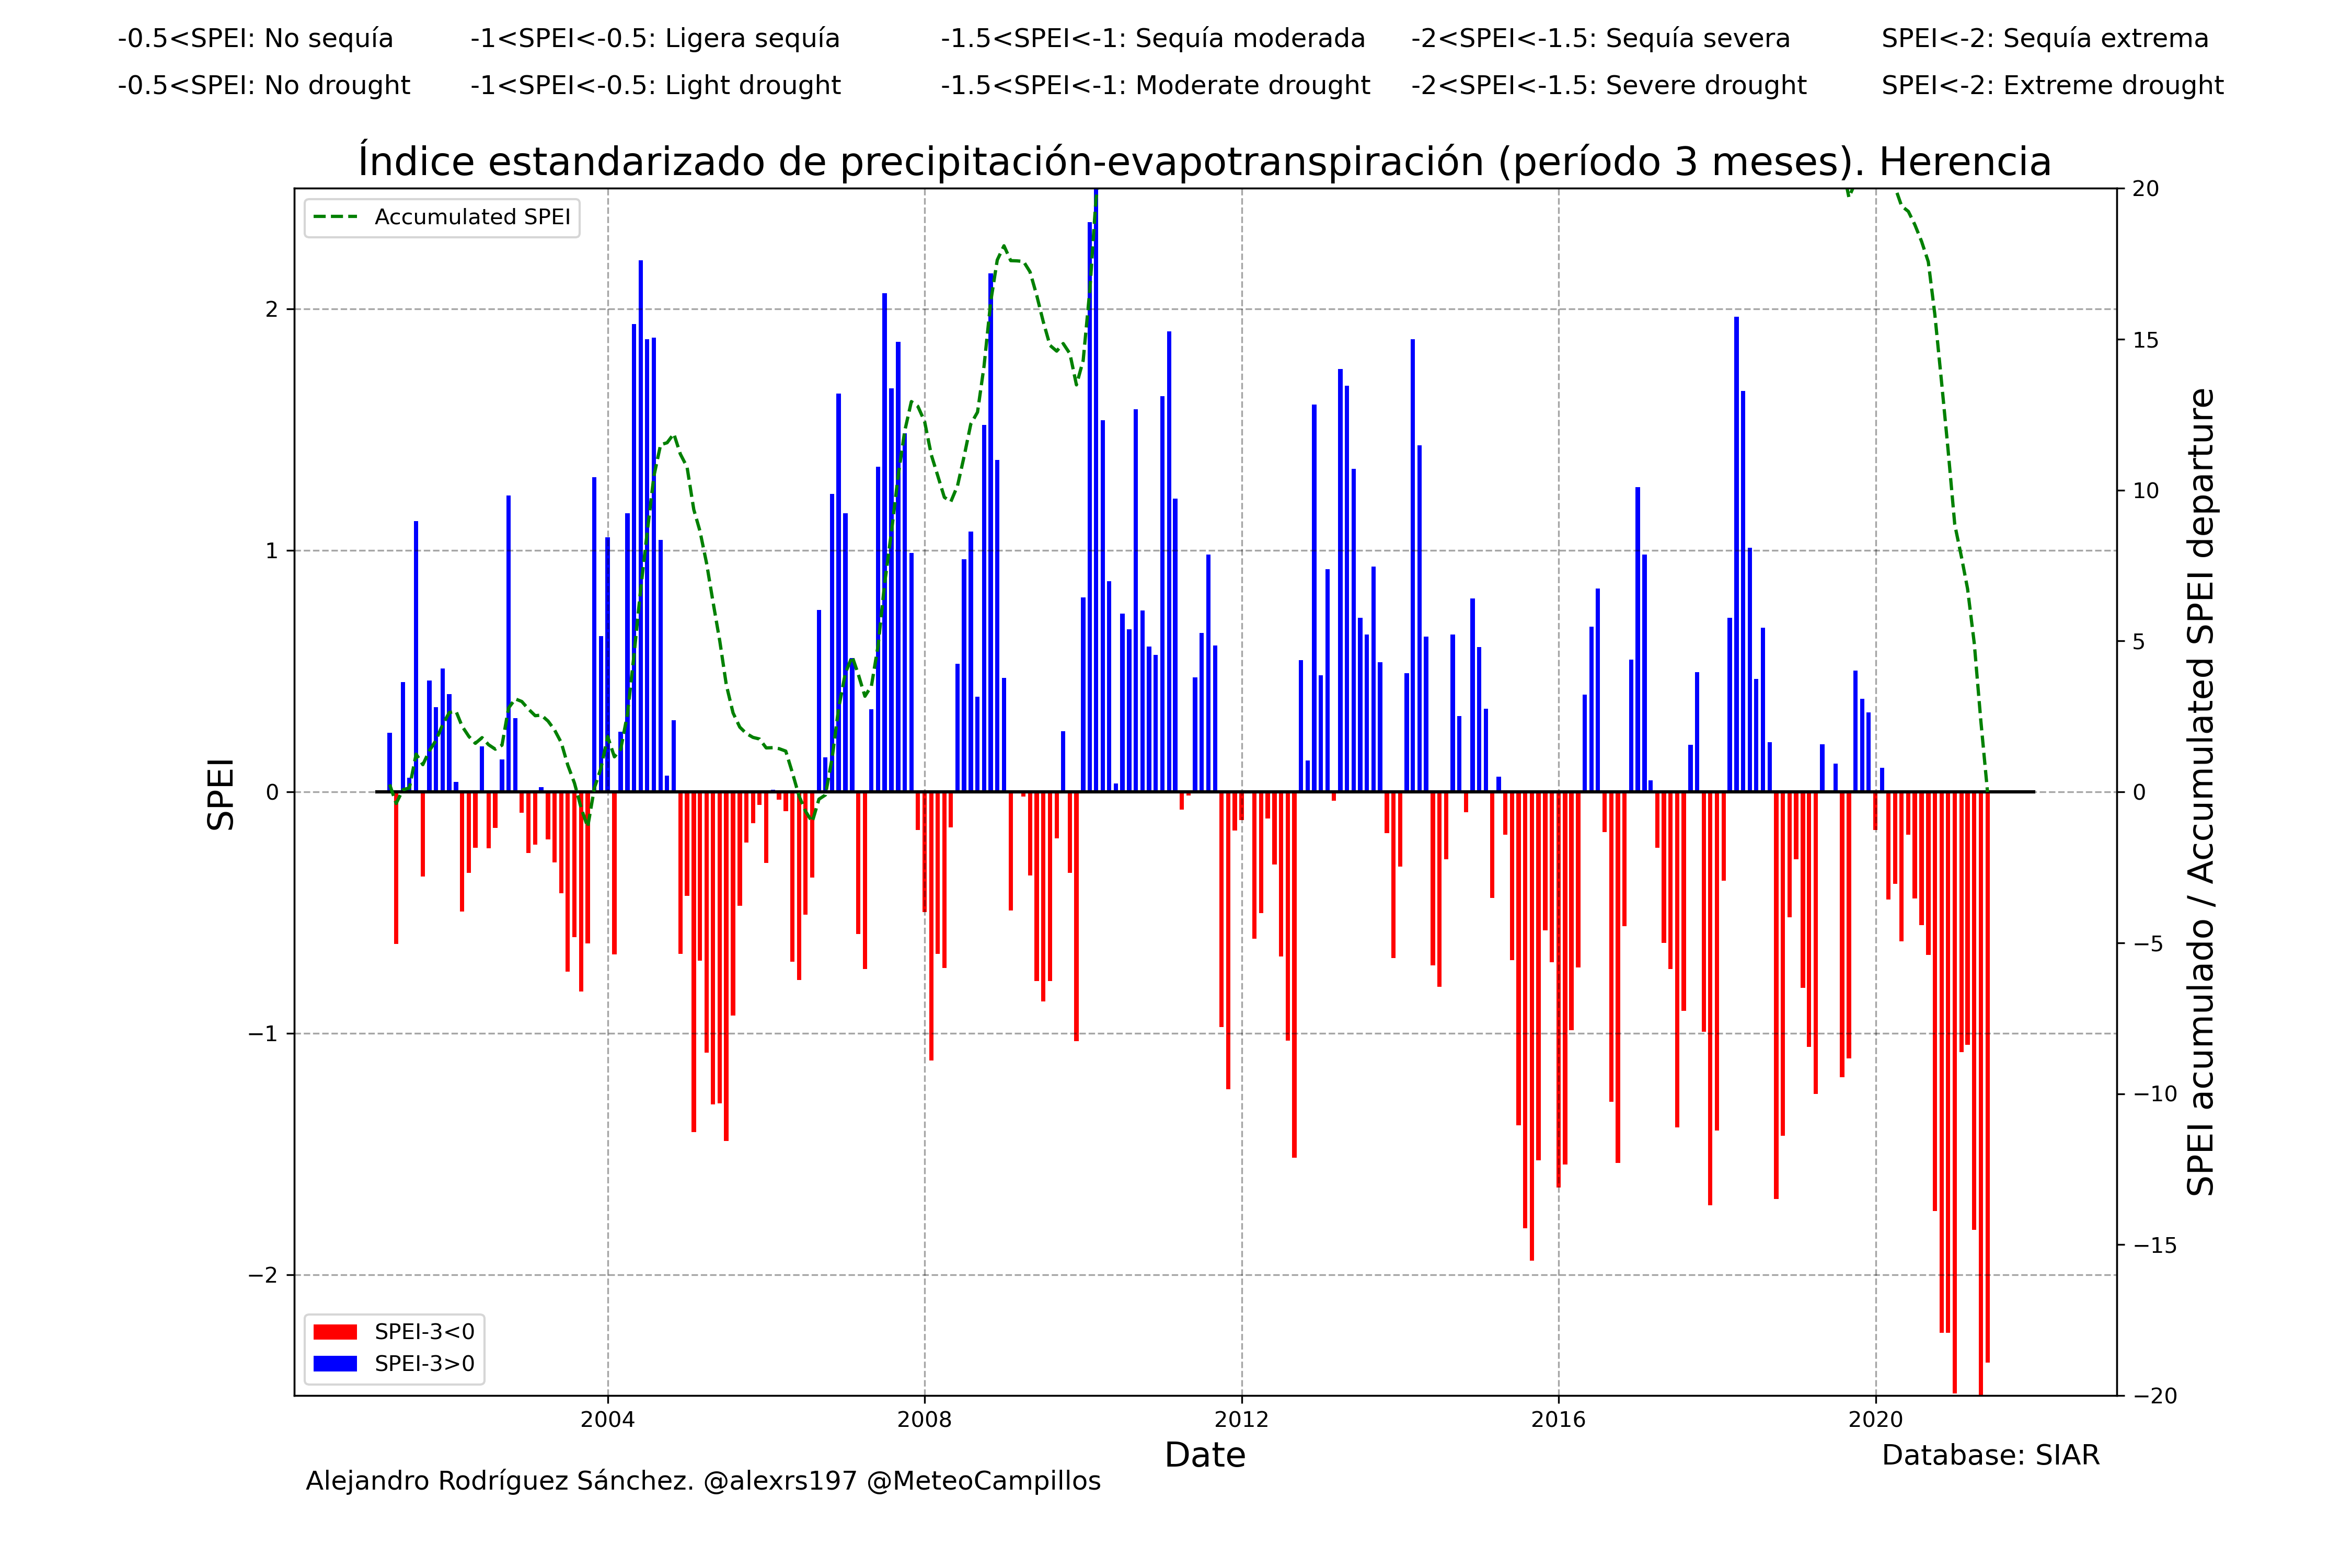 -0.5<SPEI: No sequía -1<SPEI<-0.5: Ligera sequía -1.5<SPEI<-1: Sequía moderada -2<SPEI<-1.5: Sequía severa SPEI<-2: Sequía extrema
-0.5<SPEI: No drought -1<SPEI<-0.5: Light drought -1.5<SPEI<-1: Moderate drought -2<SPEI<-1.5: Severe drought SPEI<-2: Extreme drought
Índice estandarizado de precipitación-evapotranspiración (período 3 meses). Herencia
Accumulated SPEI
2
1
0
−1
−2
SPEI
20
15
10
5
0
−5
−10
−15
−20
SPEI acumulado / Accumulated SPEI departure
SPEI-3<0
SPEI-3>0
2004 2008 2012 2016 2020
Date
Database: SIAR
Alejandro Rodríguez Sánchez. @alexrs197 @MeteoCampillos